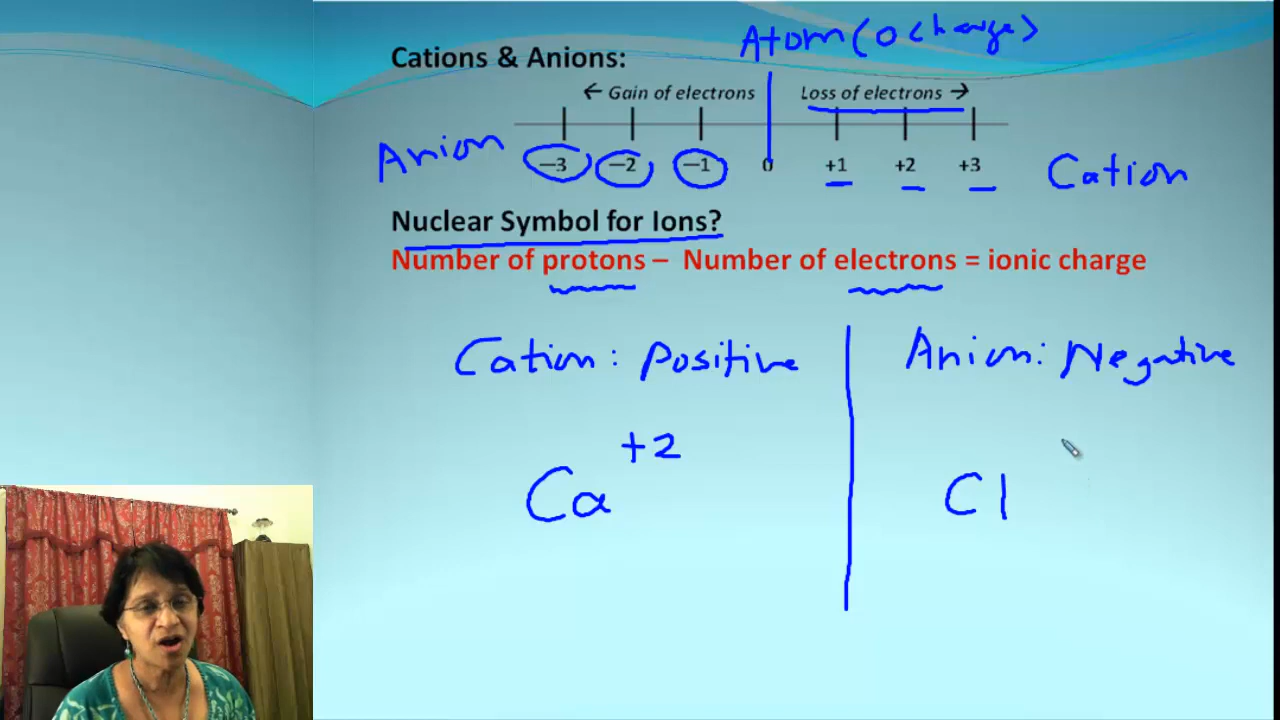 Atom (0 charge)
Cations & Anions:
← Gain of electrons Loss of electrons →
Anion −3 −2 −1 0 +1 +2 +3 Cation
Nuclear Symbol for Ions?
Number of protons – Number of electrons = ionic charge
Cation: Positive Anion: Negative
Ca +2 Cl